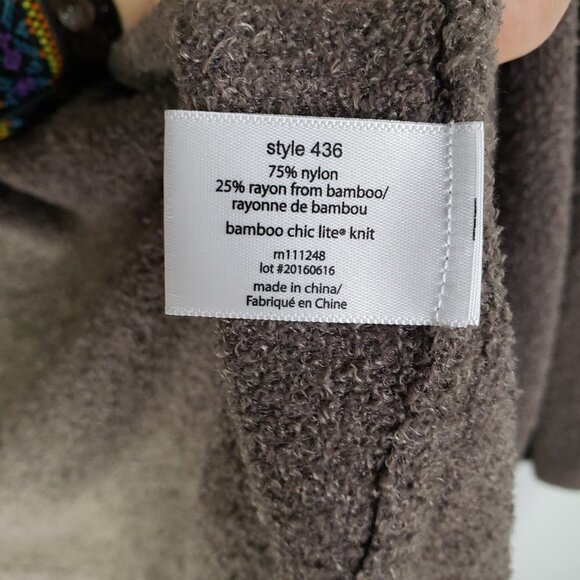 style 436
75% nylon
25% rayon from bamboo/
rayonne de bambou
bamboo chic lite® knit
rn111248
lot #20160616
made in china/
Fabriqué en Chine